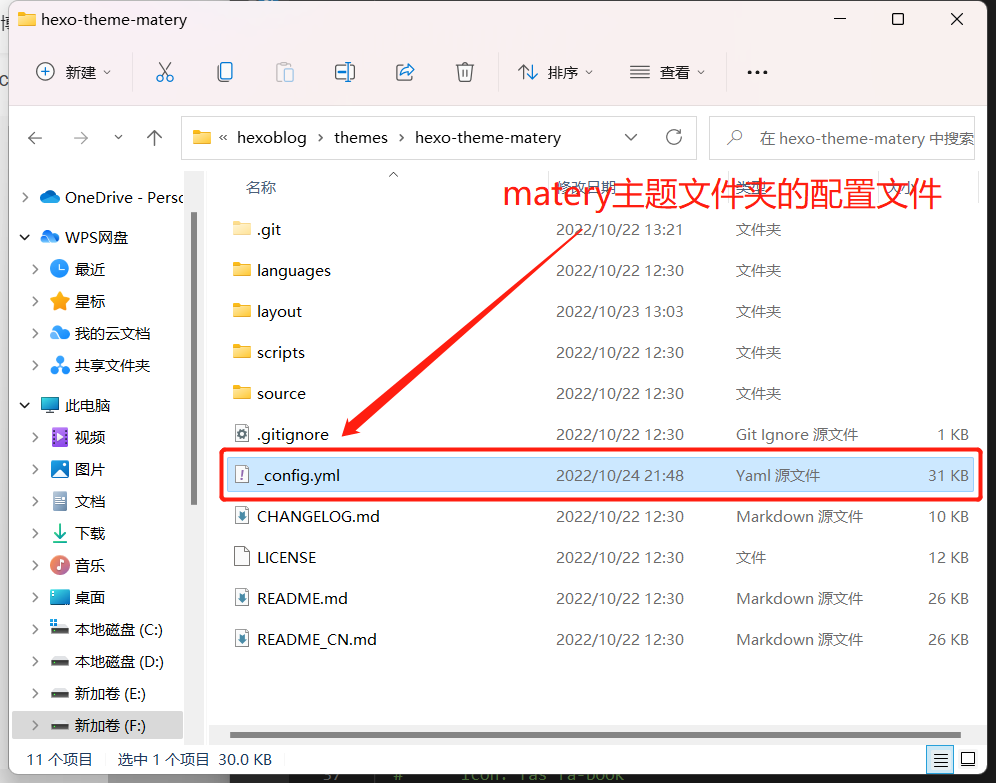 hexo-theme-matery
新建
排序
查看
« hexoblog › themes › hexo-theme-matery
在 hexo-theme-matery 中搜索
OneDrive - Persc
WPS网盘
最近
星标
我的云文档
共享文件夹
此电脑
视频
图片
文档
下载
音乐
桌面
本地磁盘 (C:)
本地磁盘 (D:)
新加卷 (E:)
新加卷 (F:)
名称 修改日期 类型 大小
matery主题文件夹的配置文件
.git 2022/10/22 13:21 文件夹
languages 2022/10/22 12:30 文件夹
layout 2022/10/23 13:03 文件夹
scripts 2022/10/22 12:30 文件夹
source 2022/10/22 12:30 文件夹
.gitignore 2022/10/22 12:30 Git Ignore 源文件 1 KB
_config.yml 2022/10/24 21:48 Yaml 源文件 31 KB
CHANGELOG.md 2022/10/22 12:30 Markdown 源文件 10 KB
LICENSE 2022/10/22 12:30 文件 12 KB
README.md 2022/10/22 12:30 Markdown 源文件 26 KB
README_CN.md 2022/10/22 12:30 Markdown 源文件 26 KB
11 个项目 选中 1 个项目 30.0 KB